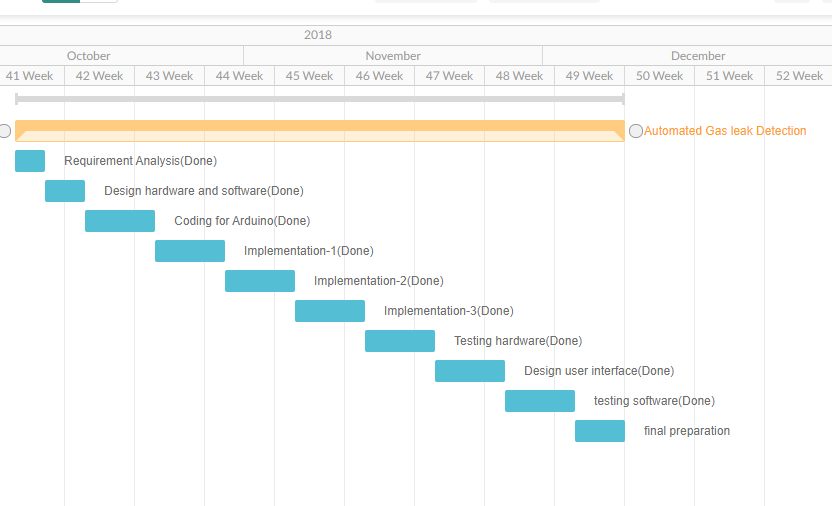 2018
October November December
41 Week 42 Week 43 Week 44 Week 45 Week 46 Week 47 Week 48 Week 49 Week 50 Week 51 Week 52 Week
Automated Gas leak Detection
Requirement Analysis(Done)
Design hardware and software(Done)
Coding for Arduino(Done)
Implementation-1(Done)
Implementation-2(Done)
Implementation-3(Done)
Testing hardware(Done)
Design user interface(Done)
testing software(Done)
final preparation